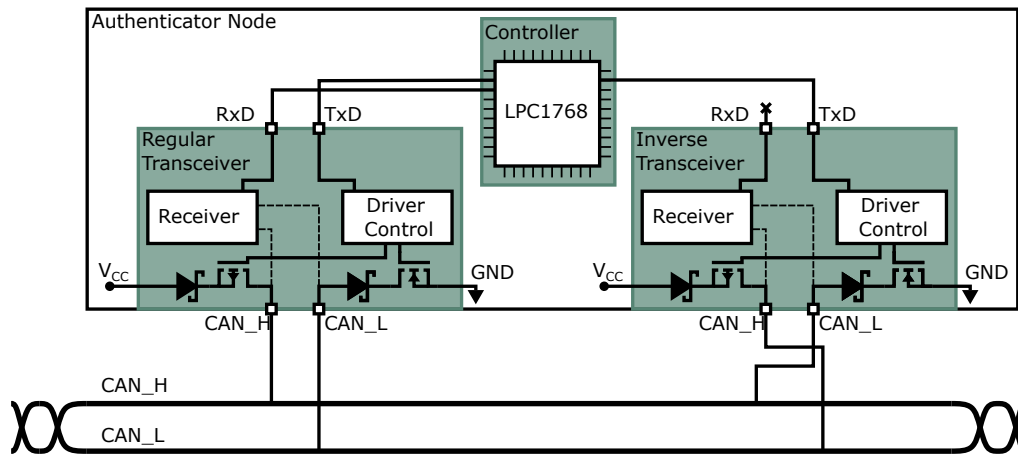 Authenticator Node
Controller
LPC1768
RxD
TxD
RxD
TxD
Regular
Transceiver
Inverse
Transceiver
Receiver
Driver
Control
Receiver
Driver
Control
VCC
GND
VCC
GND
CAN_H
CAN_L
CAN_H
CAN_L
CAN_H
CAN_L